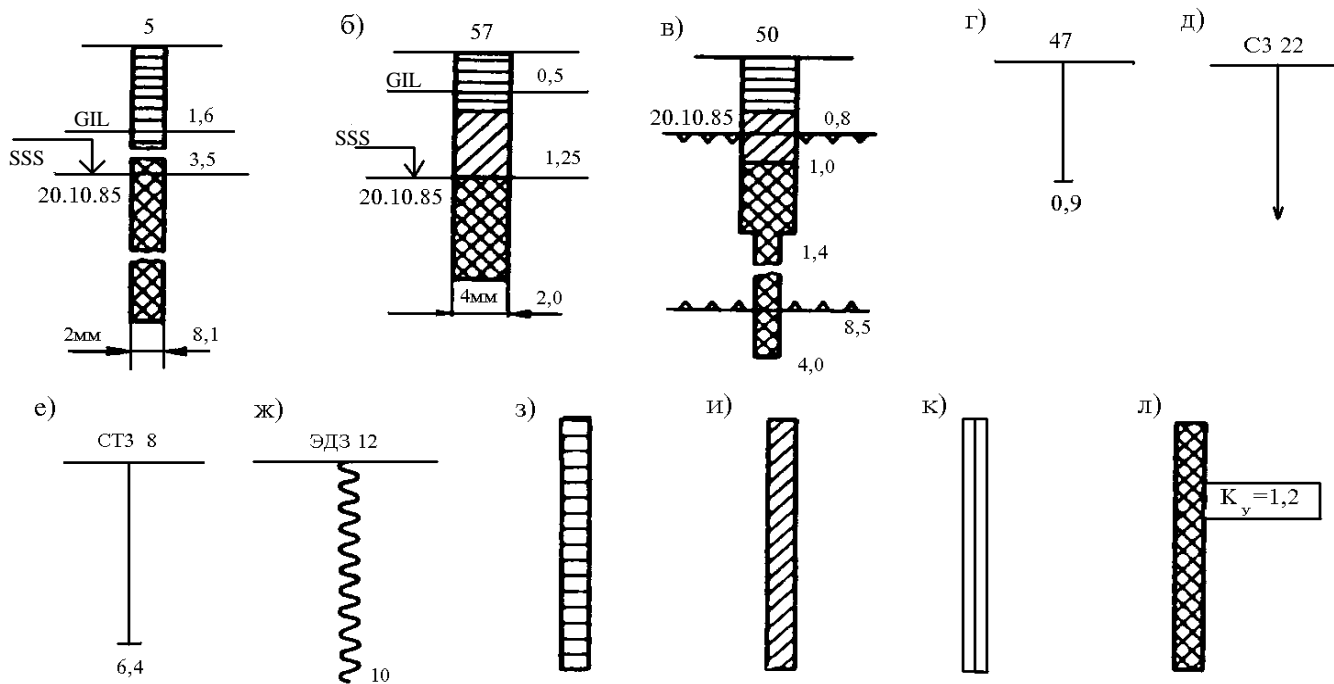 5
GIL
1,6
SSS
3,5
20.10.85
2мм
8,1
б)
57
GIL
0,5
SSS
1,25
20.10.85
4мм
2,0
в)
50
20.10.85
0,8
1,0
1,4
8,5
4,0
г)
47
0,9
д)
СЗ 22
е)
СТЗ 8
6,4
ж)
ЭДЗ 12
10
з)
и)
к)
л)
К у =1,2